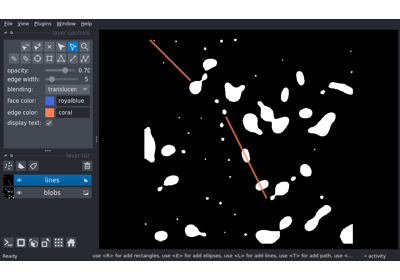 File View Plugins Window Help
layer controls
opacity: 0.70
edge width: 5
blending: translucen
face color: royalblue
edge color: coral
display text:
layer list
lines
blobs
Ready
use <R> for add rectangles, use <E> for add ellipses, use <L> for add lines, use <T> for add path, use <...
activity